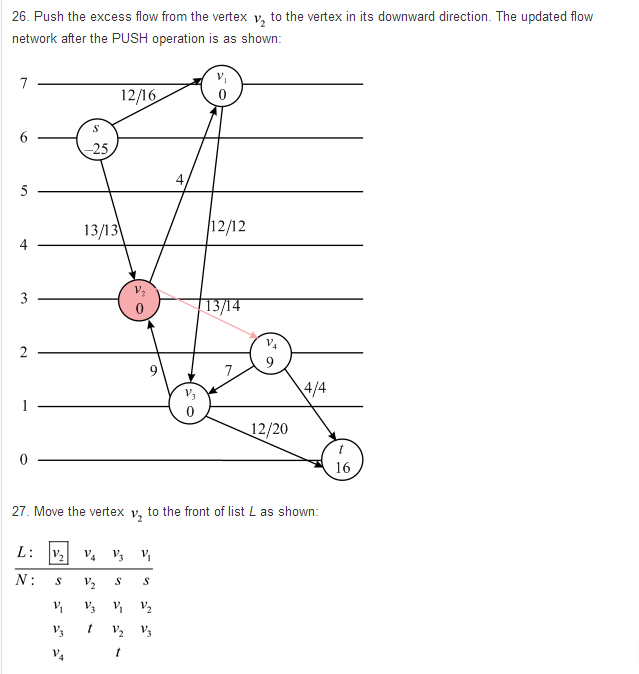 26. Push the excess flow from the vertex v₂ to the vertex in its downward direction. The updated flow
network after the PUSH operation is as shown:
7
v₁
0
12/16
s
–25
6
5
4
12/12
13/13
4
3
v₂
0
13/14
v₄
9
2
9
7
4/4
v₃
0
1
12/20
t
16
0
27. Move the vertex v₂ to the front of list L as shown:
L: v₂ v₄ v₃ v₁
N: s v₂ s s
v₁ v₃ v₁ v₂
v₃ t v₂ v₃
v₄ t